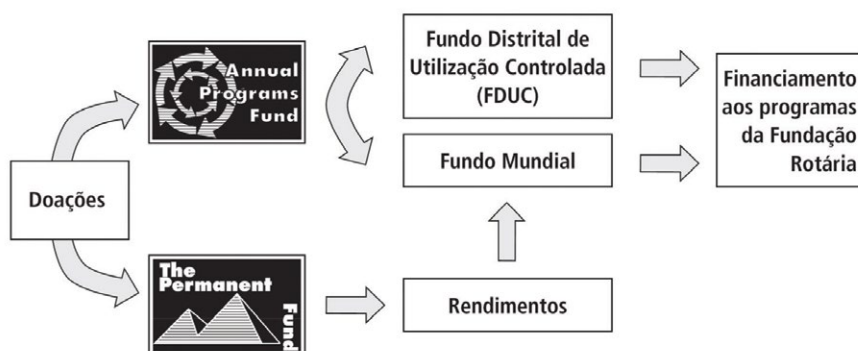 Doações
Annual
Programs
Fund
The
Permanent
Fund
Fundo Distrital de
Utilização Controlada
(FDUC)
Fundo Mundial
Rendimentos
Financiamento
aos programas
da Fundação
Rotária